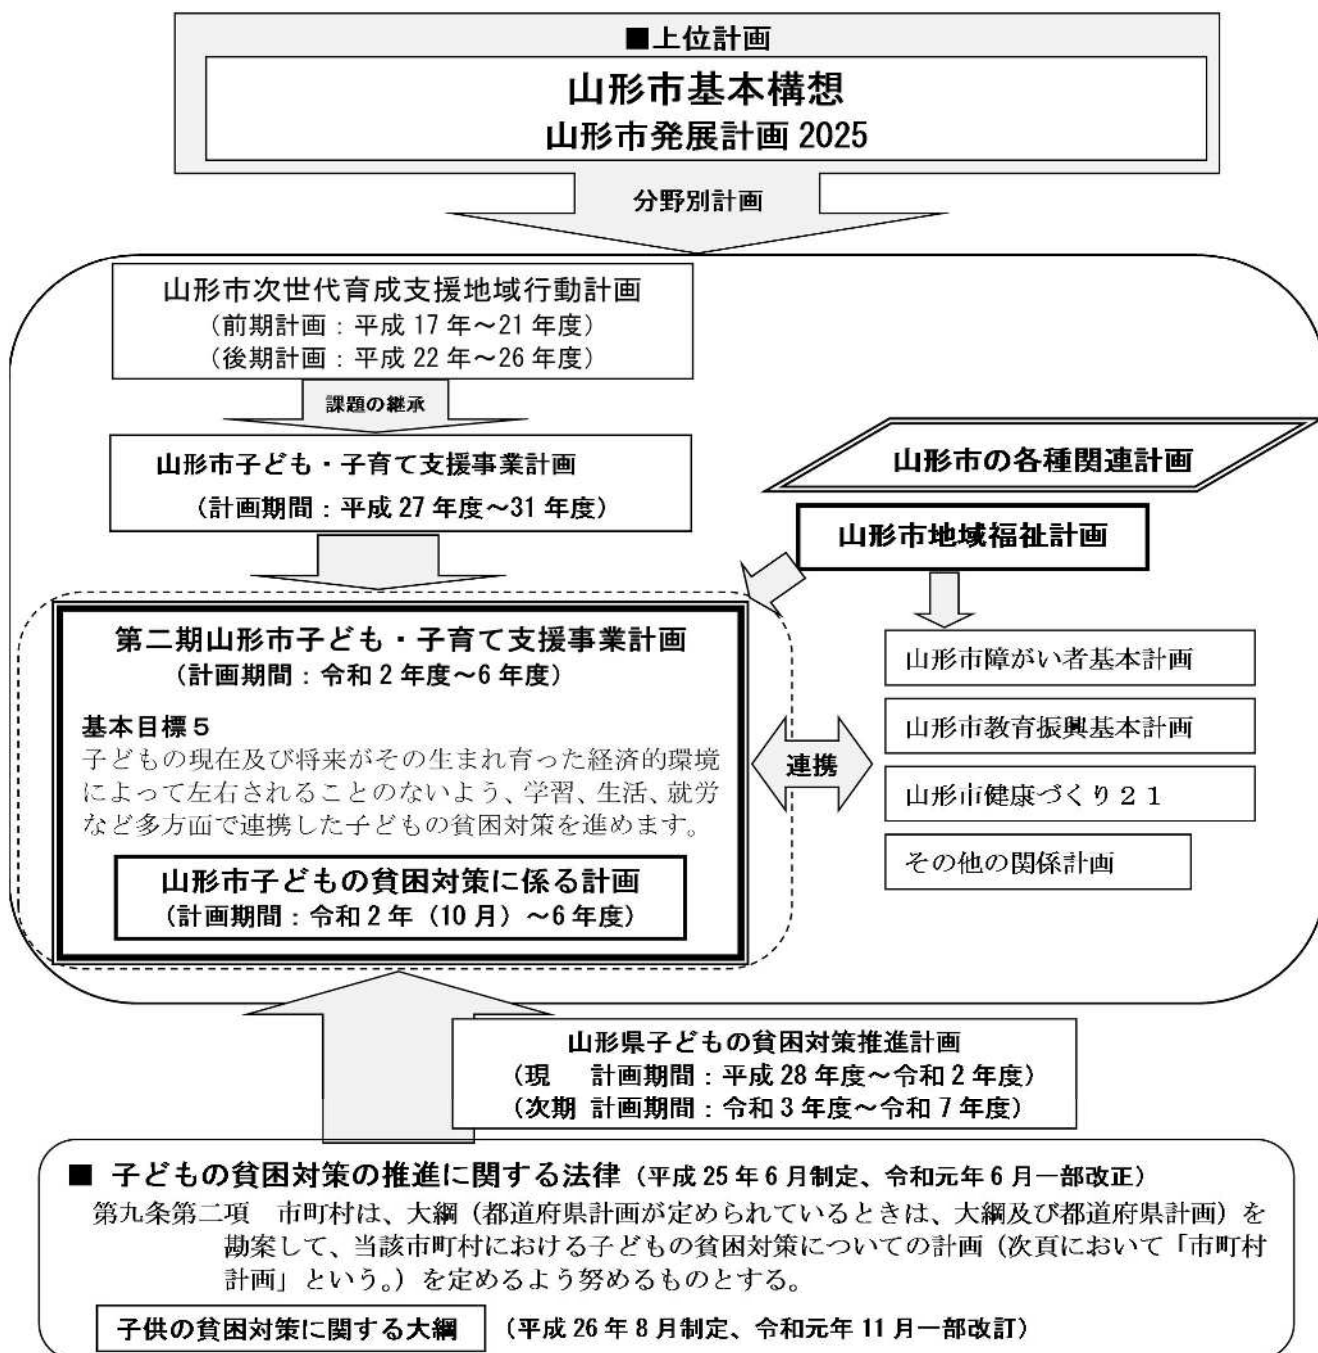 ■上位計画
山形市基本構想
山形市発展計画 2025
分野別計画
山形市次世代育成支援地域行動計画
(前期計画：平成 17 年～21 年度)
(後期計画：平成 22 年～26 年度)
課題の継承
山形市子ども・子育て支援事業計画
(計画期間：平成 27 年度～31 年度)
山形市の各種関連計画
山形市地域福祉計画
第二期山形市子ども・子育て支援事業計画
(計画期間：令和 2 年度～6 年度)
基本目標５
子どもの現在及び将来がその生まれ育った経済的環境
によって左右されることのないよう、学習、生活、就労
など多方面で連携した子どもの貧困対策を進めます。
山形市子どもの貧困対策に係る計画
(計画期間：令和 2 年（10 月）～6 年度)
連携
山形市障がい者基本計画
山形市教育振興基本計画
山形市健康づくり２１
その他の関係計画
山形県子どもの貧困対策推進計画
(現　計画期間：平成 28 年度～令和 2 年度)
(次期 計画期間：令和 3 年度～令和 7 年度)
■ 子どもの貧困対策の推進に関する法律（平成 25 年 6 月制定、令和元年 6 月一部改正）
第九条第二項　市町村は、大綱（都道府県計画が定められているときは、大綱及び都道府県計画）を
勘案して、当該市町村における子どもの貧困対策についての計画（次頁において「市町村
計画」という。）を定めるよう努めるものとする。
子供の貧困対策に関する大綱　（平成 26 年 8 月制定、令和元年 11 月一部改訂）